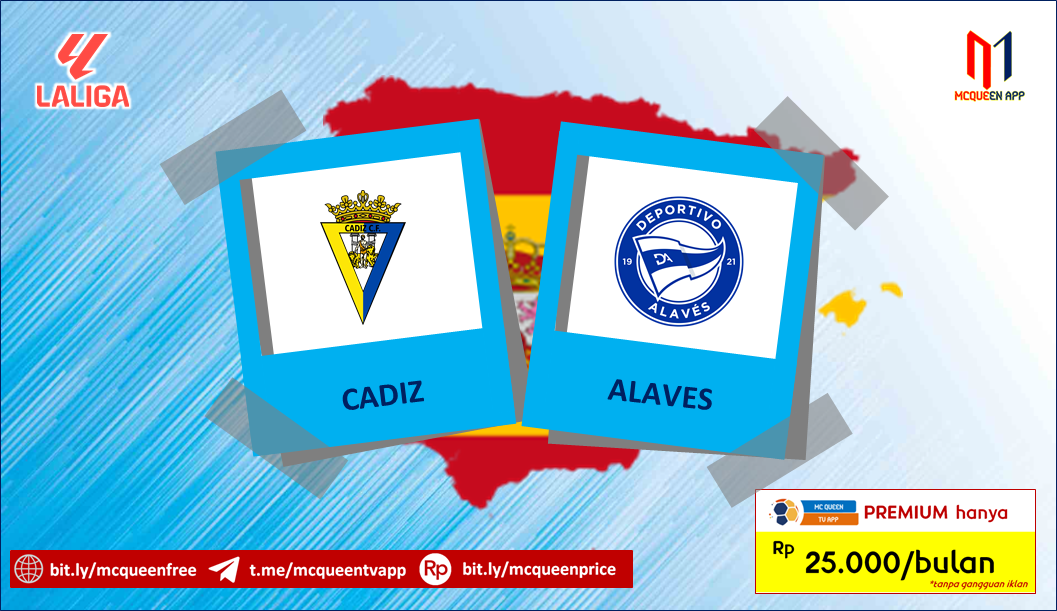 LALIGA
MCQUEEN APP
CADIZ C.F.
DEPORTIVO
19 21
DA
ALAVÉS
CADIZ
ALAVES
MC QUEEN
TV APP
PREMIUM hanya
Rp 25.000/bulan
*tanpa gangguan iklan
bit.ly/mcqueenfree
t.me/mcqueentvapp
Rp bit.ly/mcqueenprice